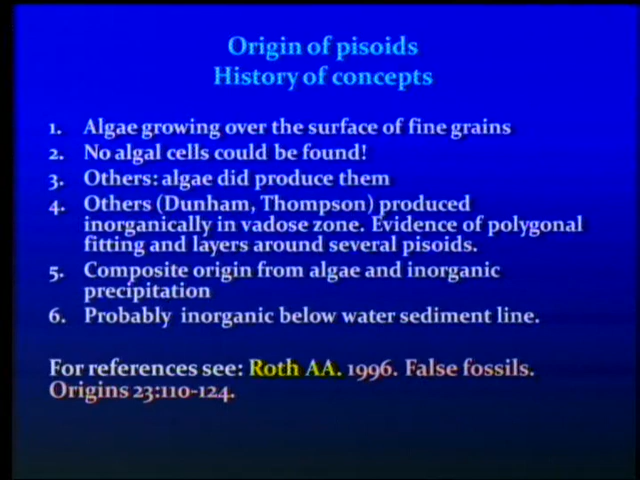 Origin of pisoids
History of concepts
1. Algae growing over the surface of fine grains
2. No algal cells could be found!
3. Others: algae did produce them
4. Others (Dunham, Thompson) produced
inorganically in vadose zone. Evidence of polygonal
fitting and layers around several pisoids.
5. Composite origin from algae and inorganic
precipitation
6. Probably inorganic below water sediment line.
For references see: Roth AA. 1996. False fossils.
Origins 23:110-124.